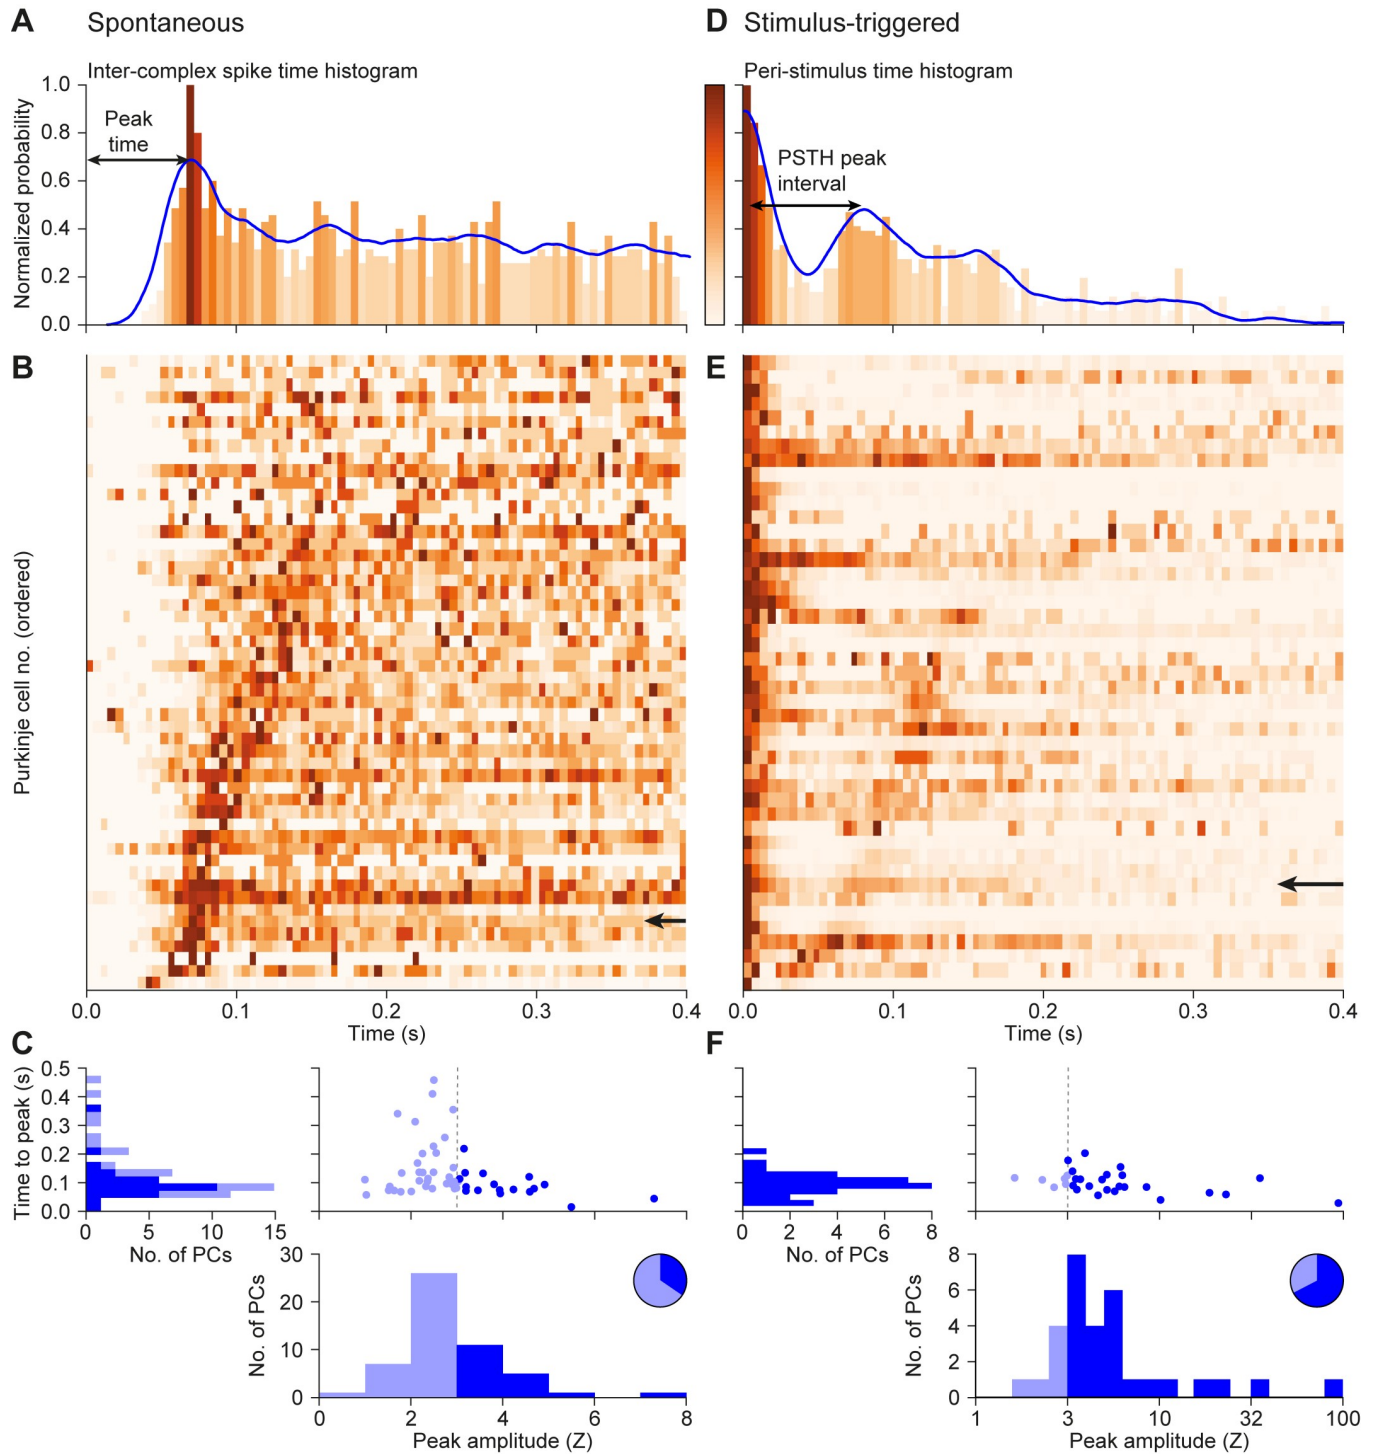 A Spontaneous
Inter-complex spike time histogram
Normalized probability
1.0
0.8
0.6
0.4
0.2
0.0
Peak
time
D Stimulus-triggered
Peri-stimulus time histogram
PSTH peak
interval
B
Purkinje cell no. (ordered)
0.0 0.1 0.2 0.3 0.4
Time (s)
E
0.0 0.1 0.2 0.3 0.4
Time (s)
C
Time to peak (s)
0.5
0.4
0.3
0.2
0.1
0.0
0 5 10 15
No. of PCs
No. of PCs
30
20
10
0
0 2 4 6 8
Peak amplitude (Z)
F
0 2 4 6 8
No. of PCs
No. of PCs
8
6
4
2
0
1 3 10 32 100
Peak amplitude (Z)